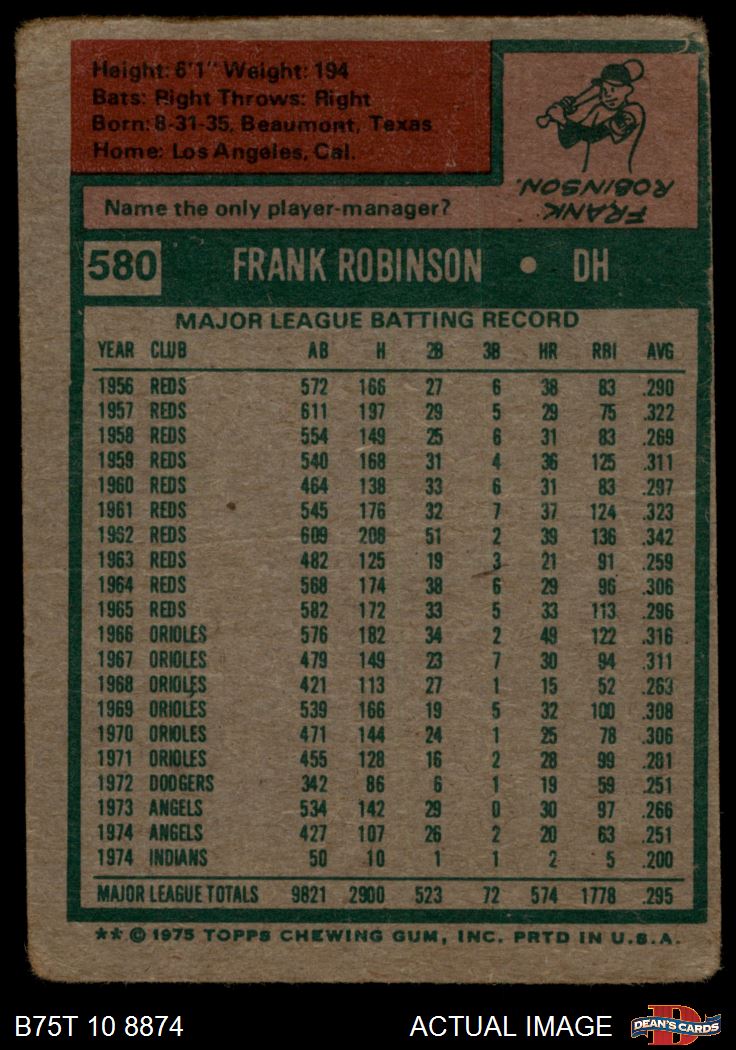 Height: 6'1" Weight: 194
Bats: Right Throws: Right
Born: 8-31-35, Beaumont, Texas
Home: Los Angeles, Cal.
FRANK
ROBINSON.
Name the only player-manager?
580 FRANK ROBINSON • DH
MAJOR LEAGUE BATTING RECORD
YEAR CLUB AB H 2B 3B HR RBI AVG
1956 REDS 572 166 27 6 38 83 .290
1957 REDS 611 197 29 5 29 75 .322
1958 REDS 554 149 25 6 31 83 .269
1959 REDS 540 168 31 4 36 125 .311
1960 REDS 464 138 33 6 31 83 .297
1961 REDS 545 176 32 7 37 124 .323
1962 REDS 609 208 51 2 39 136 .342
1963 REDS 482 125 19 3 21 91 .259
1964 REDS 568 174 38 6 29 96 .306
1965 REDS 582 172 33 5 33 113 .296
1966 ORIOLES 576 182 34 2 49 122 .316
1967 ORIOLES 479 149 23 7 30 94 .311
1968 ORIOLES 421 113 27 1 15 52 .263
1969 ORIOLES 539 166 19 5 32 100 .308
1970 ORIOLES 471 144 24 1 25 78 .306
1971 ORIOLES 455 128 16 2 28 99 .281
1972 DODGERS 342 86 6 1 19 59 .251
1973 ANGELS 534 142 29 0 30 97 .266
1974 ANGELS 427 107 26 2 20 63 .251
1974 INDIANS 50 10 1 1 2 5 .200
MAJOR LEAGUE TOTALS 9821 2900 523 72 574 1778 .295
** © 1975 TOPPS CHEWING GUM, INC. PRTD IN U.S.A.
B75T 10 8874 ACTUAL IMAGE DEAN'S CARDS